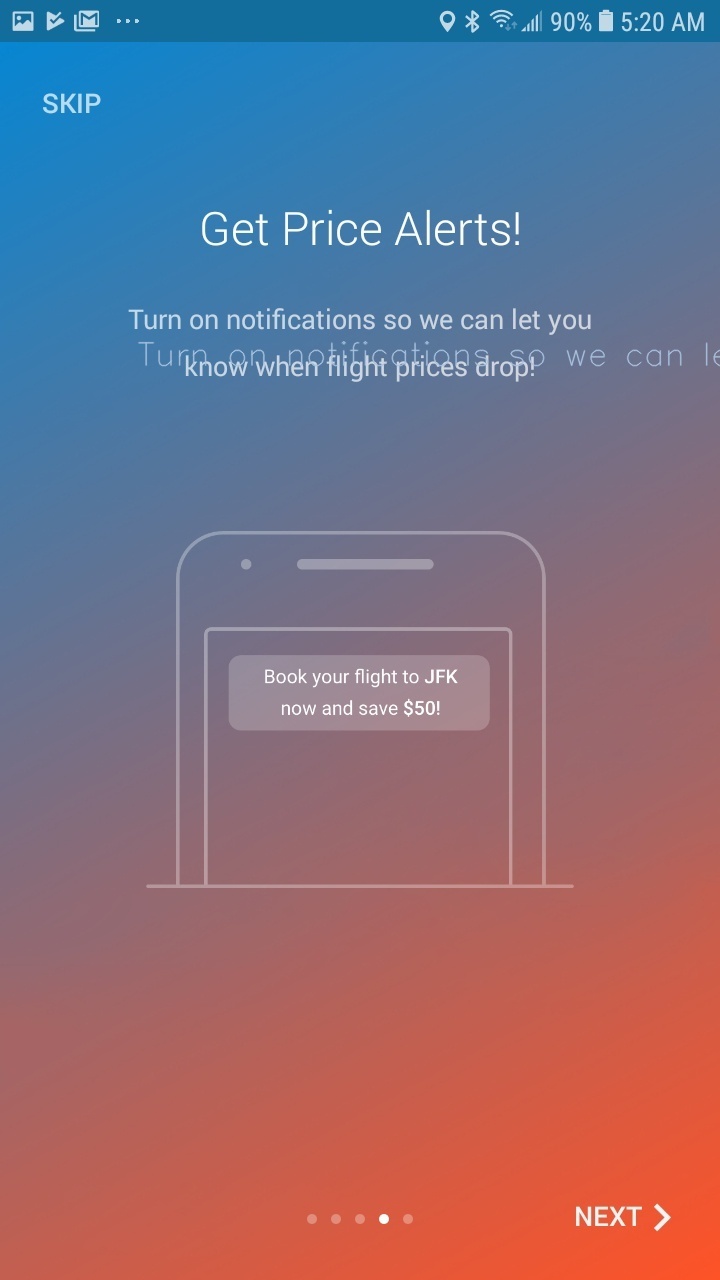 90% 5:20 AM
SKIP
Get Price Alerts!
Turn on notifications so we can let you
Turn on notifications so we can le
know when flight prices drop!
Book your flight to JFK
now and save $50!
NEXT